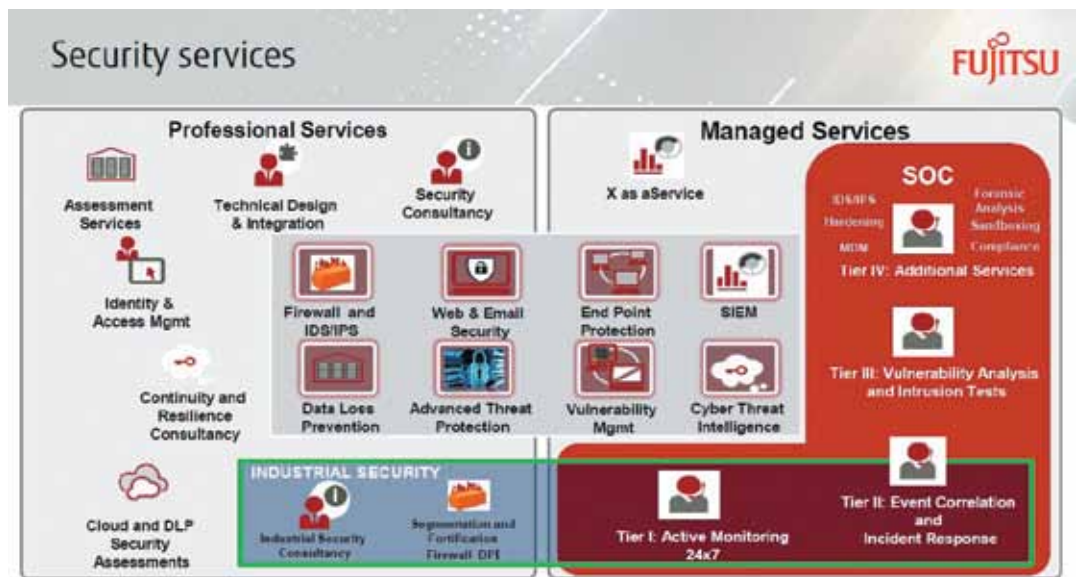 Security services
FUJITSU
Professional Services
Assessment
Services
Technical Design
& Integration
Security
Consultancy
Identity &
Access Mgmt
Continuity and
Resilience
Consultancy
Cloud and DLP
Security
Assessments
Firewall and
IDS/IPS
Web & Email
Security
End Point
Protection
SIEM
Data Loss
Prevention
Advanced Threat
Protection
Vulnerability
Mgmt
Cyber Threat
Intelligence
INDUSTRIAL SECURITY
Industrial Security
Consultancy
Segmentation and
Fortification
Firewall DPI
Managed Services
X as aService
SOC
IDS/IPS
Hardening
MDM
Forensic
Analysis
Sandboxing
Compliance
Tier IV: Additional Services
Tier III: Vulnerability Analysis
and Intrusion Tests
Tier II: Event Correlation
and
Incident Response
Tier I: Active Monitoring
24x7